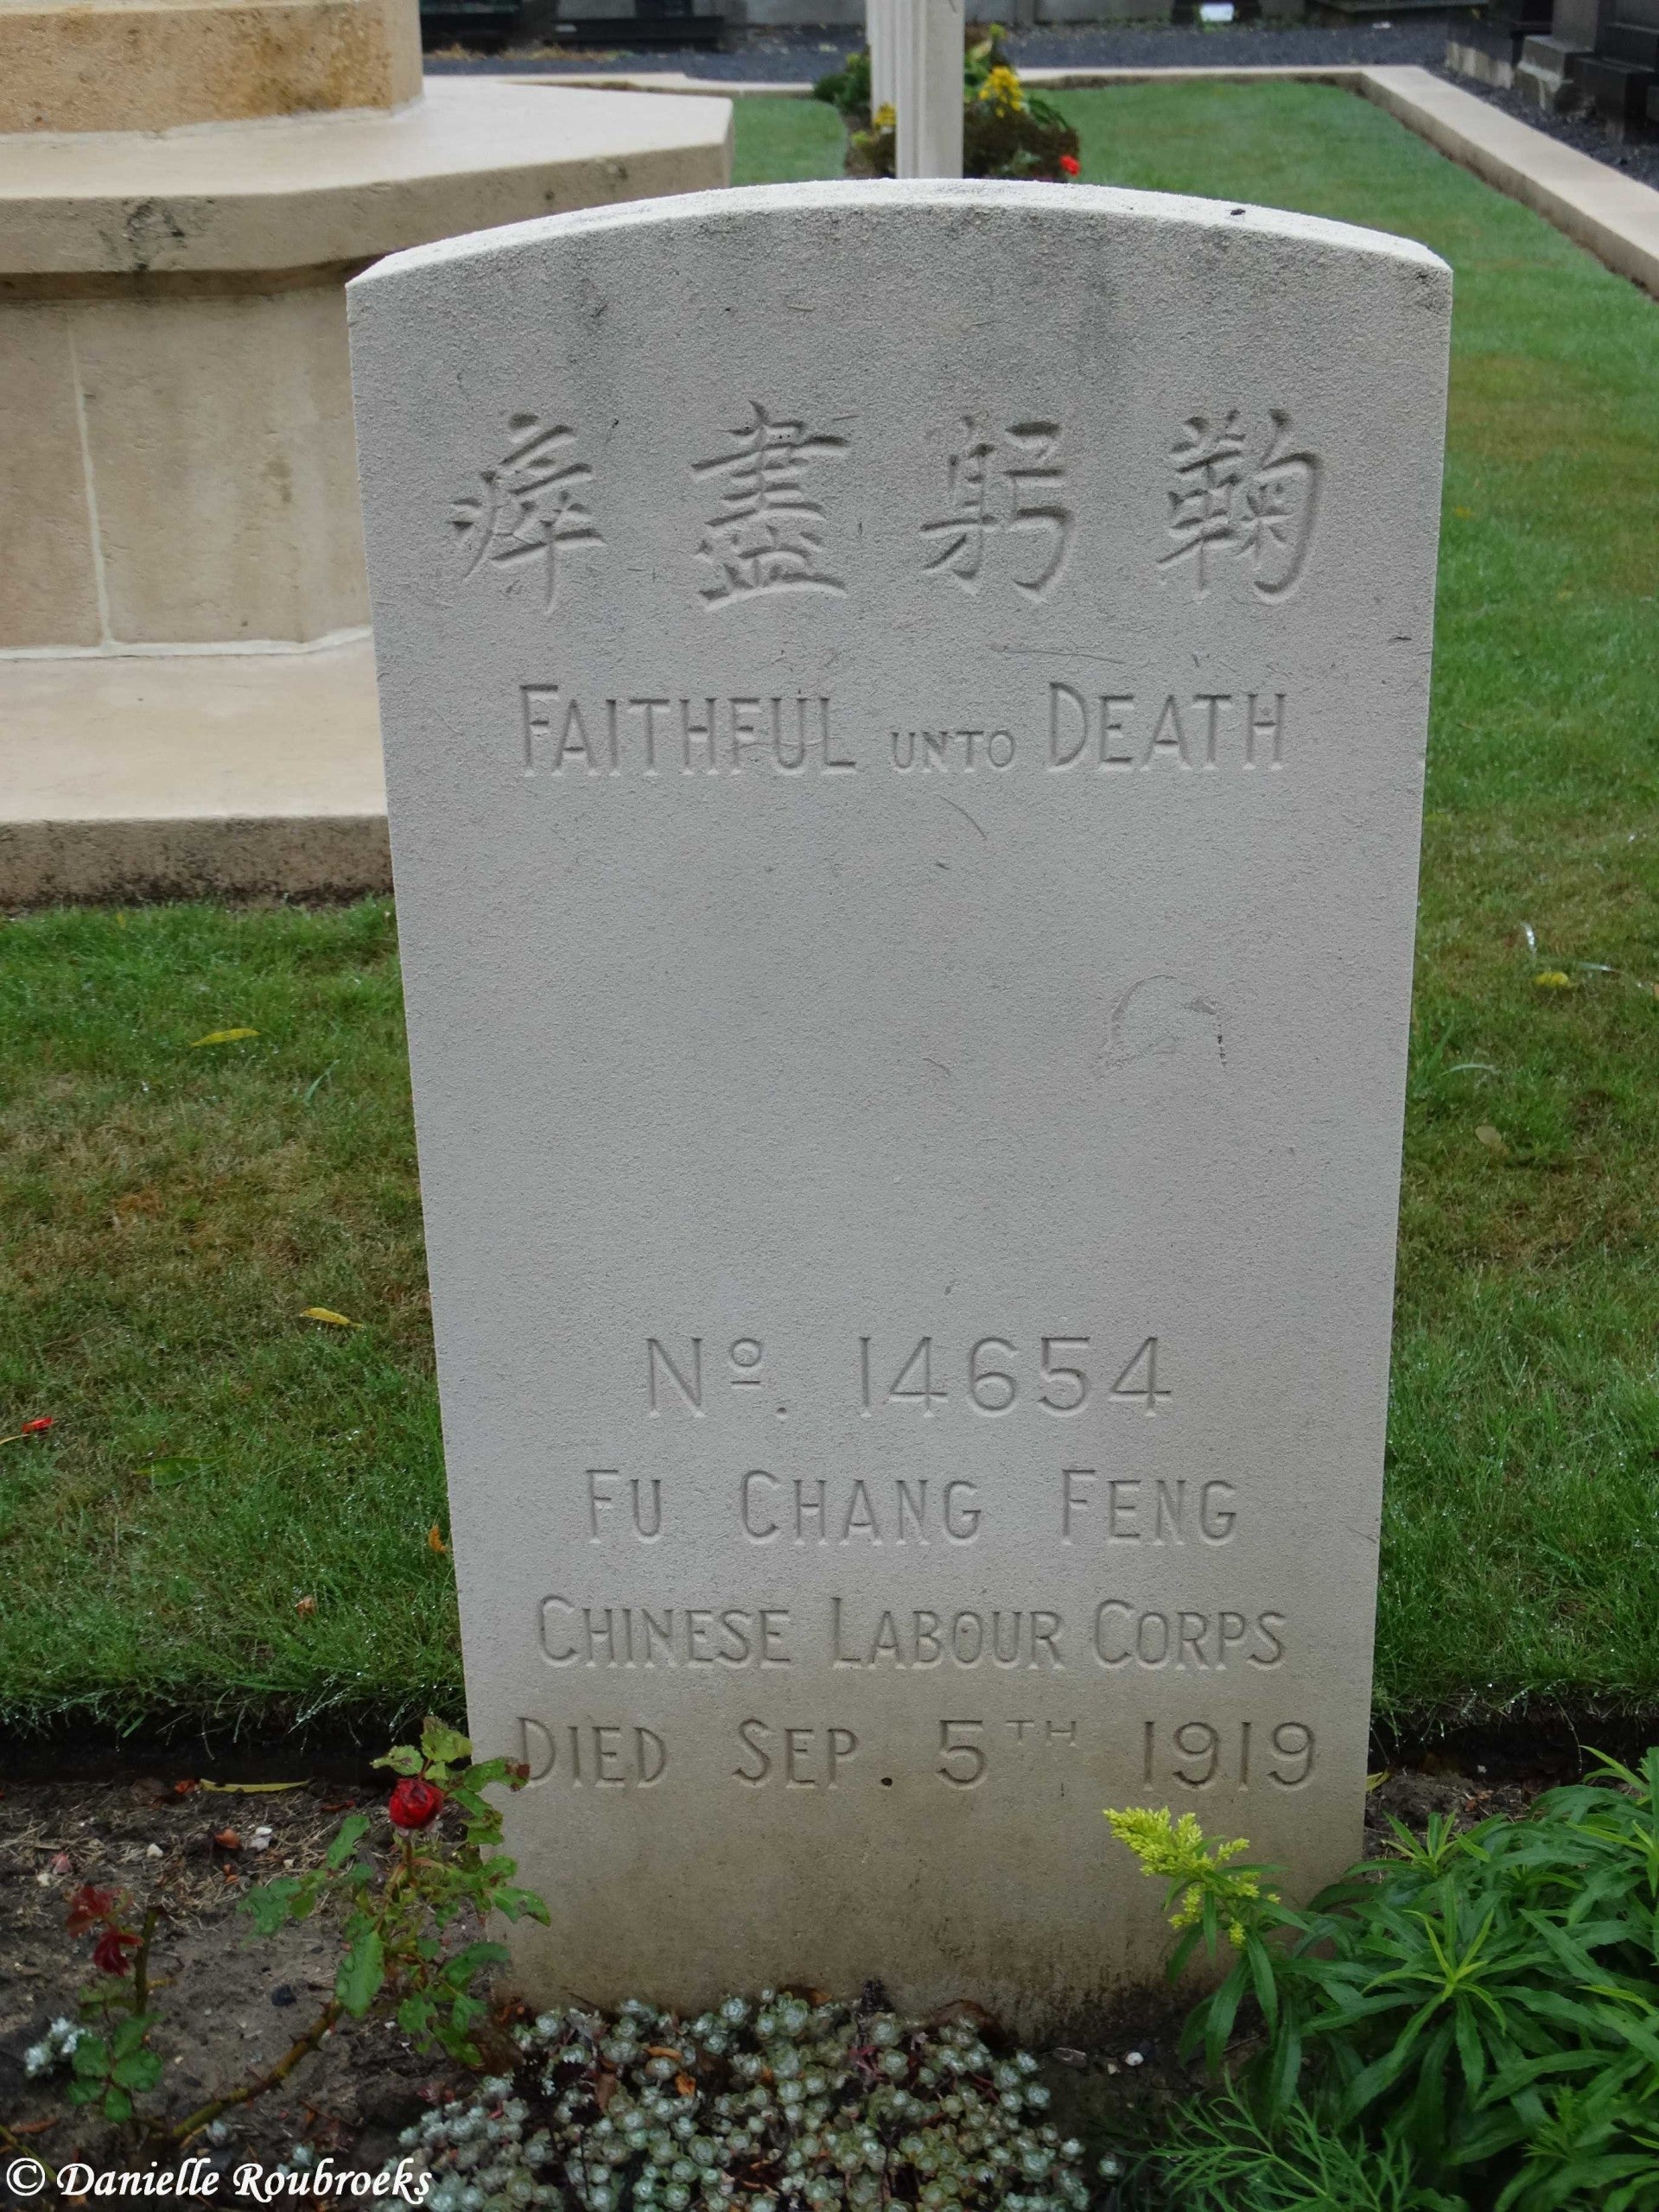 鞠躬盡瘁
FAITHFUL UNTO DEATH
Nº. 14654
FU CHANG FENG
CHINESE LABOUR CORPS
DIED SEP. 5TH 1919
© Danielle Roubroeks